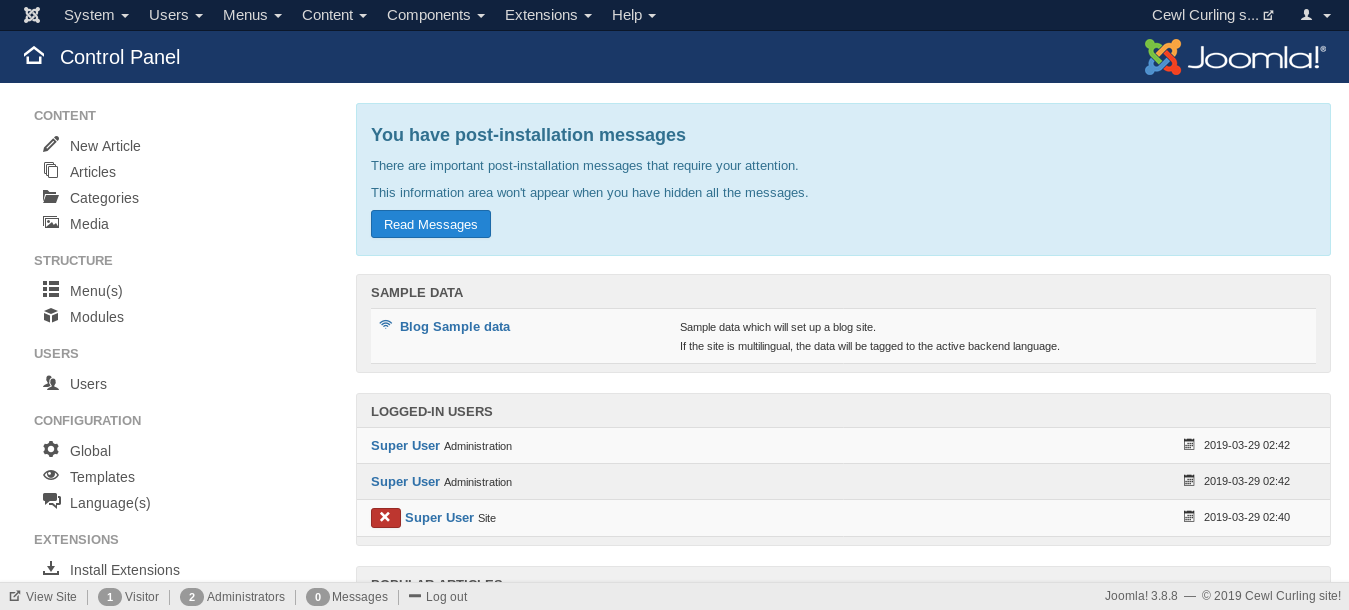 System Users Menus Content Components Extensions Help Cewl Curling s...
Control Panel Joomla!®
CONTENT
New Article
Articles
Categories
Media
STRUCTURE
Menu(s)
Modules
USERS
Users
CONFIGURATION
Global
Templates
Language(s)
EXTENSIONS
Install Extensions
You have post-installation messages
There are important post-installation messages that require your attention.
This information area won't appear when you have hidden all the messages.
Read Messages
SAMPLE DATA
Blog Sample data Sample data which will set up a blog site.
If the site is multilingual, the data will be tagged to the active backend language.
LOGGED-IN USERS
Super User Administration 2019-03-29 02:42
Super User Administration 2019-03-29 02:42
Super User Site 2019-03-29 02:40
POPULAR ARTICLES
View Site 1 Visitor 2 Administrators 0 Messages Log out Joomla! 3.8.8 — © 2019 Cewl Curling site!